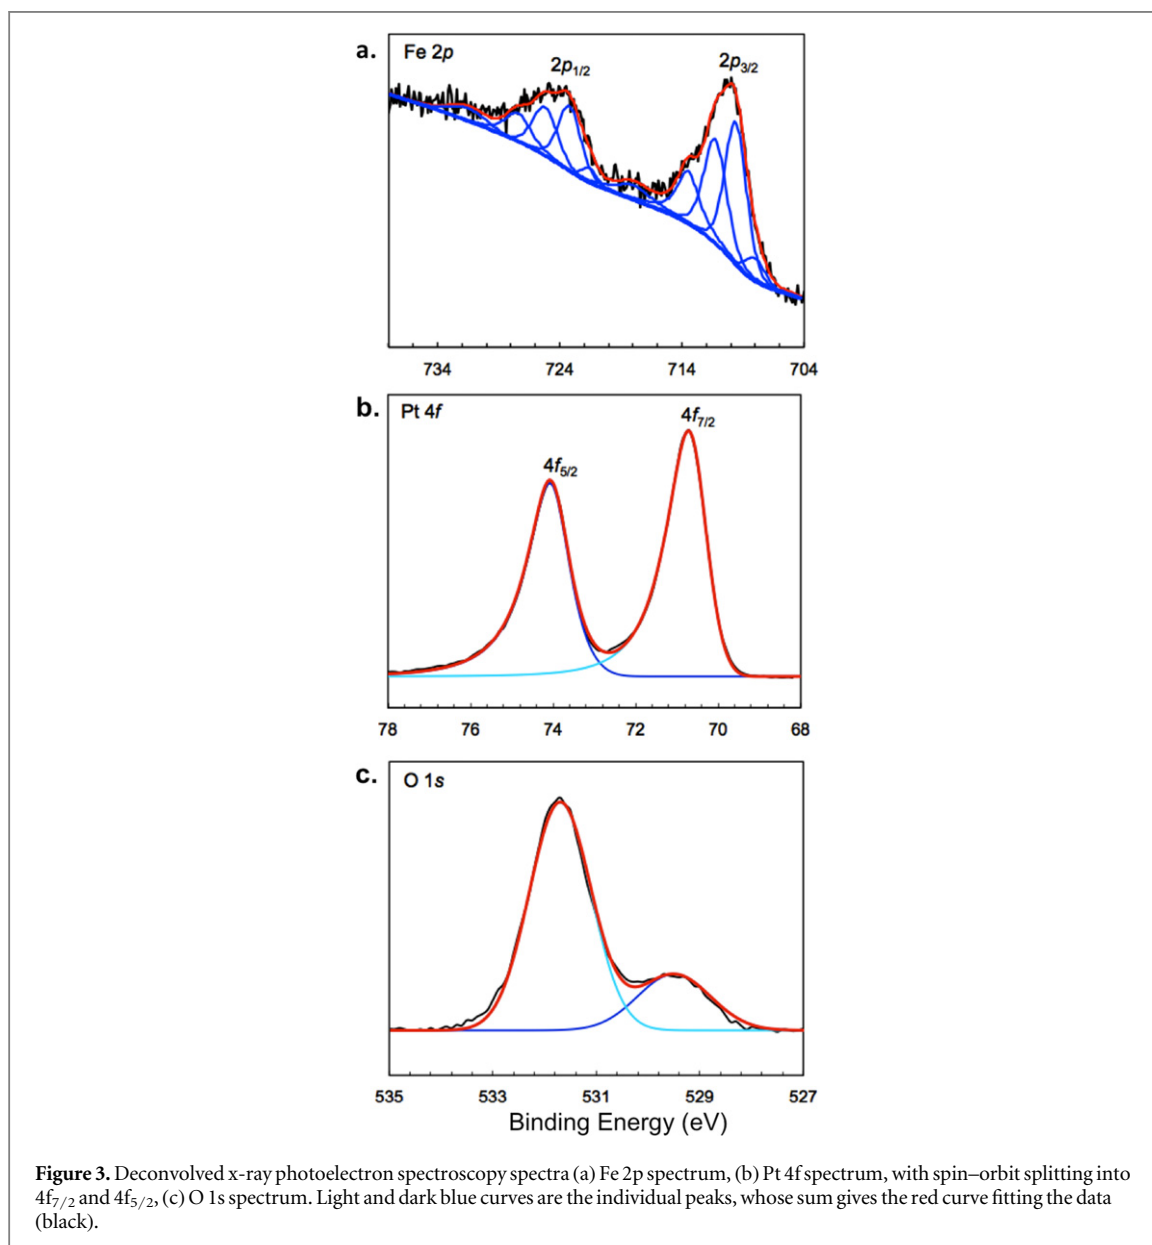 a.
Fe 2p
2p1/2
2p3/2
734 724 714 704
b.
Pt 4f
4f5/2
4f7/2
78 76 74 72 70 68
c.
O 1s
535 533 531 529 527
Binding Energy (eV)
Figure 3. Deconvolved x-ray photoelectron spectroscopy spectra (a) Fe 2p spectrum, (b) Pt 4f spectrum, with spin–orbit splitting into
4f7/2 and 4f5/2, (c) O 1s spectrum. Light and dark blue curves are the individual peaks, whose sum gives the red curve fitting the data
(black).